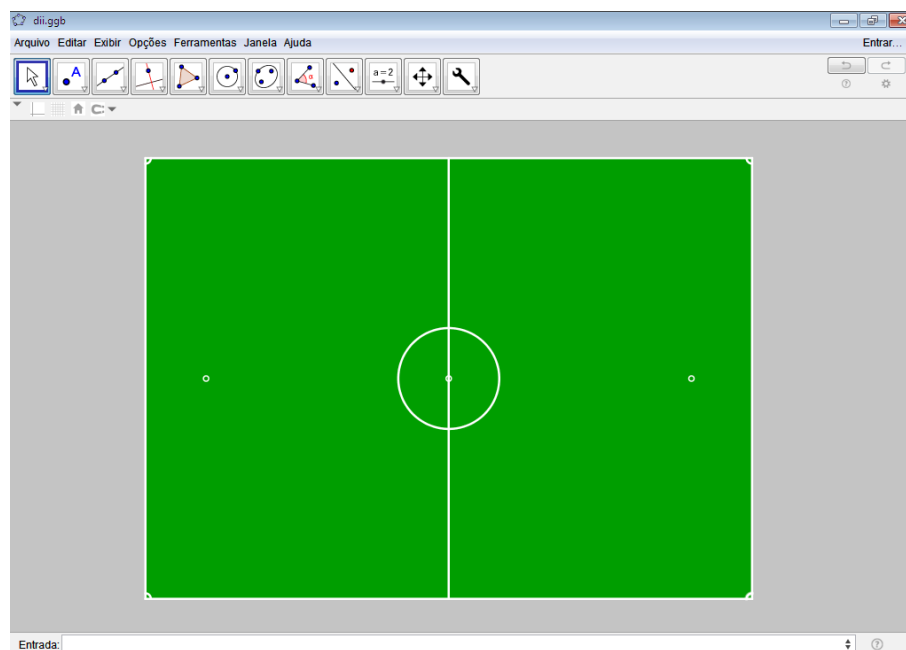 dii.ggb
Arquivo Editar Exibir Opções Ferramentas Janela Ajuda
Entrar...
A
α
a=2
Entrada: